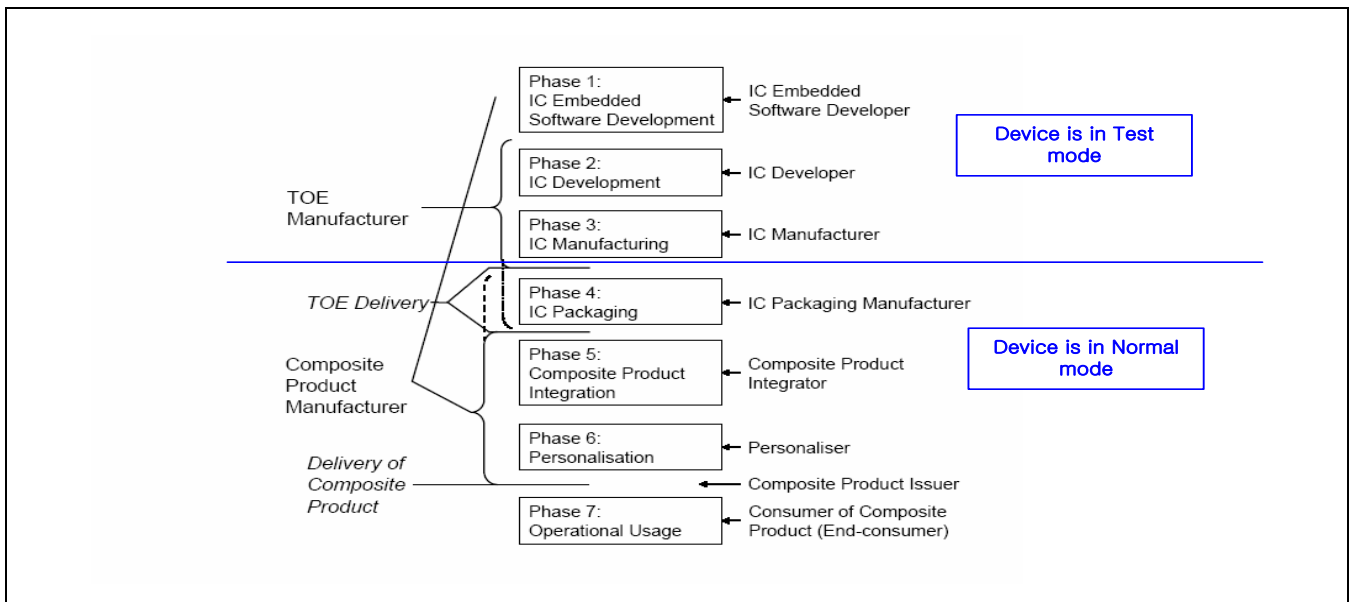 Phase 1:
IC Embedded
Software Development
IC Embedded
Software Developer
Device is in Test
mode
Phase 2:
IC Development
IC Developer
TOE
Manufacturer
Phase 3:
IC Manufacturing
IC Manufacturer
TOE Delivery
Phase 4:
IC Packaging
IC Packaging Manufacturer
Device is in Normal
mode
Composite
Product
Manufacturer
Phase 5:
Composite Product
Integration
Composite Product
Integrator
Phase 6:
Personalisation
Personaliser
Delivery of
Composite
Product
Composite Product Issuer
Phase 7:
Operational Usage
Consumer of Composite
Product (End-consumer)